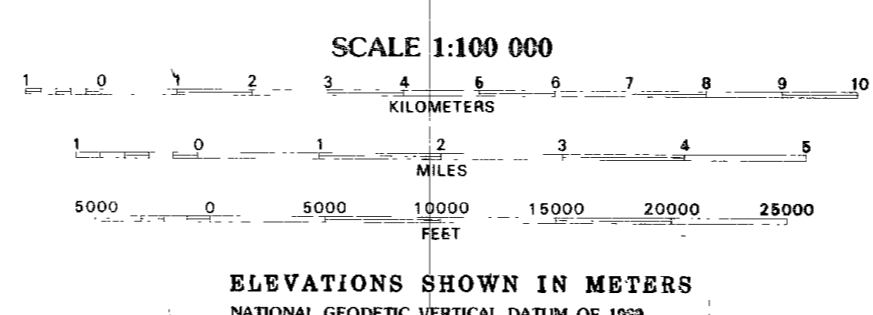 SCALE 1:100 000
1 0 1 2 3 4 5 6 7 8 9 10
KILOMETERS
1 0 1 2 3 4 5
MILES
5000 0 5000 10000 15000 20000 25000
FEET
ELEVATIONS SHOWN IN METERS
NATIONAL GEODETIC VERTICAL DATUM OF